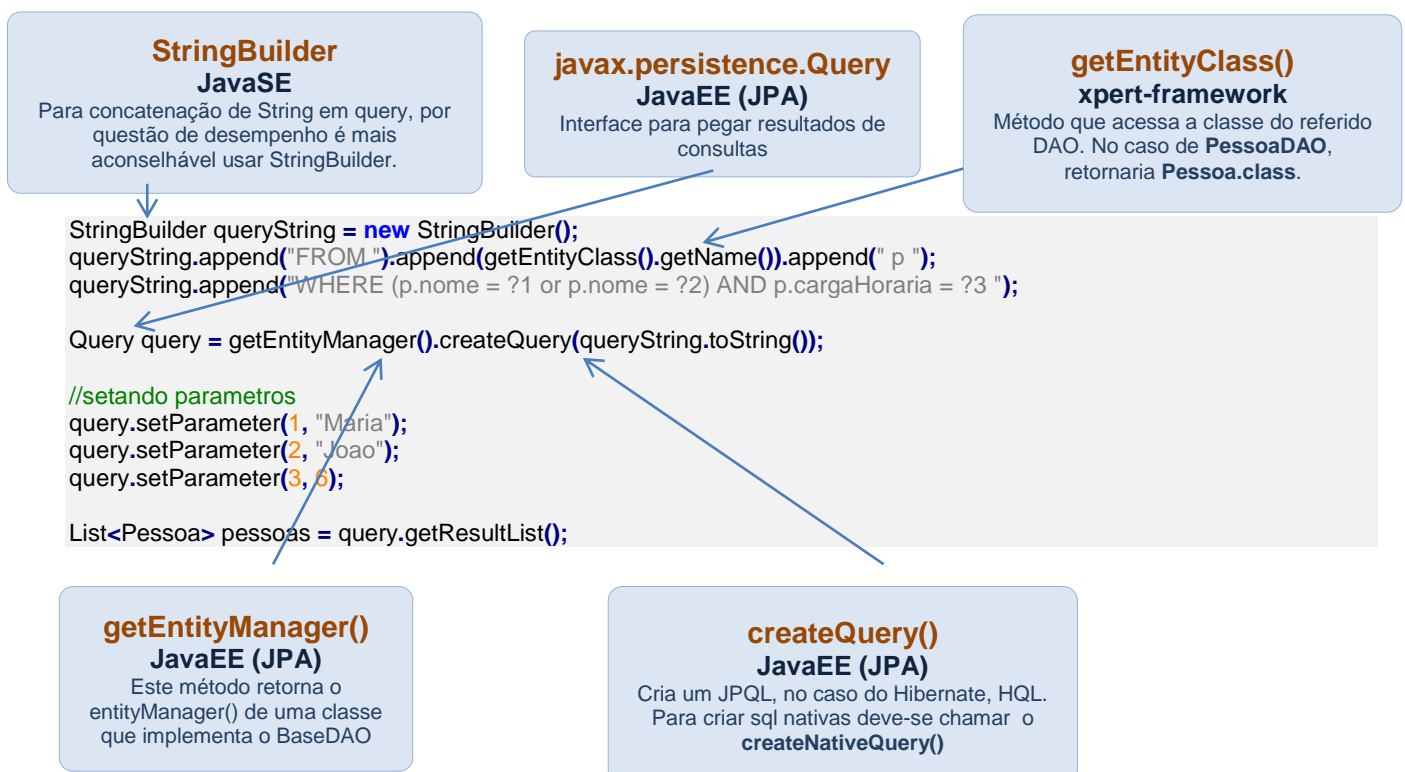 StringBuilder
JavaSE
Para concatenação de String em query, por
questão de desempenho é mais
aconselhável usar StringBuilder.
javax.persistence.Query
JavaEE (JPA)
Interface para pegar resultados de
consultas
getEntityClass()
xpert-framework
Método que acessa a classe do referido
DAO. No caso de PessoaDAO,
retornaria Pessoa.class.
StringBuilder queryString = new StringBuilder();
queryString.append("FROM ").append(getEntityClass().getName()).append(" p ");
queryString.append("WHERE (p.nome = ?1 or p.nome = ?2) AND p.cargaHoraria = ?3 ");
Query query = getEntityManager().createQuery(queryString.toString());
//setando parametros
query.setParameter(1, "Maria");
query.setParameter(2, "Joao");
query.setParameter(3, 6);
List<Pessoa> pessoas = query.getResultList();
getEntityManager()
JavaEE (JPA)
Este método retorna o
entityManager() de uma classe
que implementa o BaseDAO
createQuery()
JavaEE (JPA)
Cria um JPQL, no caso do Hibernate, HQL.
Para criar sql nativas deve-se chamar o
createNativeQuery()